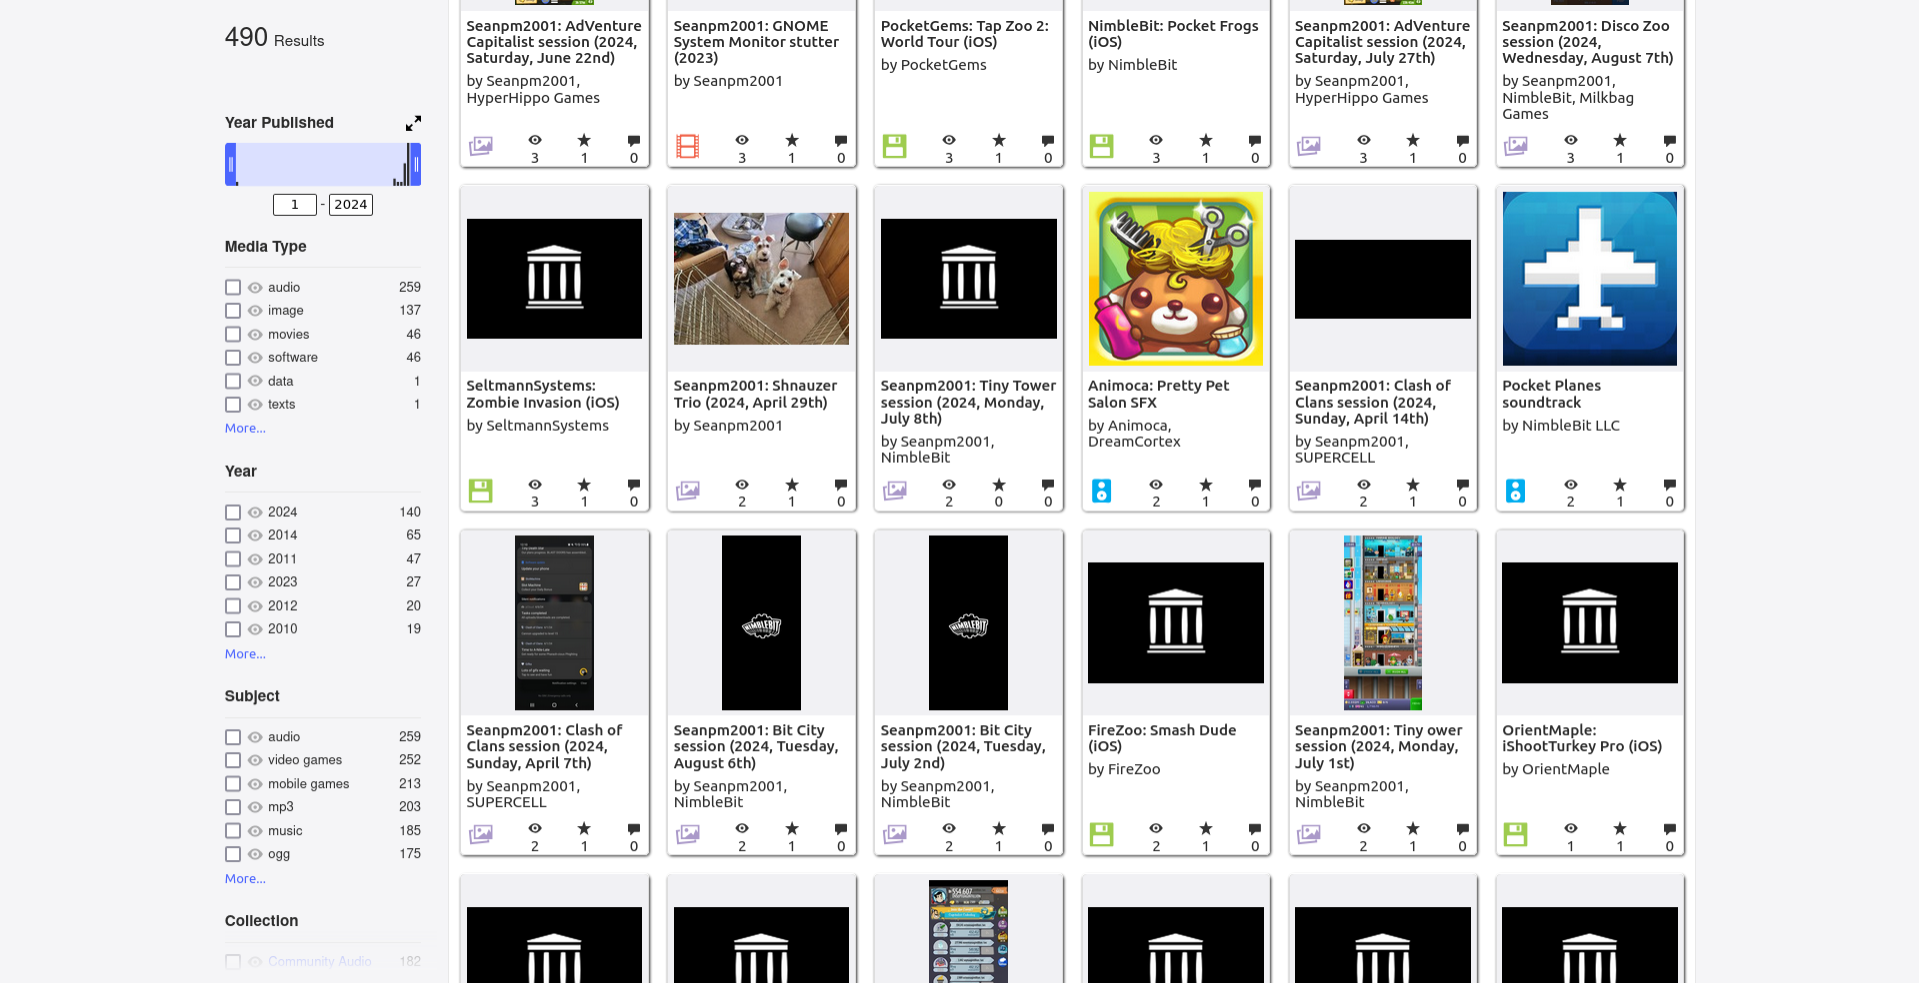 490 Results
Year Published
1 - 2024
Media Type
audio 259
image 137
movies 46
software 46
data 1
texts 1
More...
Year
2024 140
2014 65
2011 47
2023 27
2012 20
2010 19
More...
Subject
audio 259
video games 252
mobile games 213
mp3 203
music 185
ogg 175
More...
Collection
Community Audio 182
Seanpm2001: AdVenture
Capitalist session (2024,
Saturday, June 22nd)
by Seanpm2001,
HyperHippo Games
3 1 0
Seanpm2001: GNOME
System Monitor stutter
(2023)
by Seanpm2001
3 1 0
PocketGems: Tap Zoo 2:
World Tour (iOS)
by PocketGems
3 1 0
NimbleBit: Pocket Frogs
(iOS)
by NimbleBit
3 1 0
Seanpm2001: AdVenture
Capitalist session (2024,
Saturday, July 27th)
by Seanpm2001,
HyperHippo Games
3 1 0
Seanpm2001: Disco Zoo
session (2024,
Wednesday, August 7th)
by Seanpm2001,
NimbleBit, Milkbag
Games
3 1 0
SeltmannSystems:
Zombie Invasion (iOS)
by SeltmannSystems
3 1 0
Seanpm2001: Shnauzer
Trio (2024, April 29th)
by Seanpm2001
2 1 0
Seanpm2001: Tiny Tower
session (2024, Monday,
July 8th)
by Seanpm2001,
NimbleBit
2 0 0
Animoca: Pretty Pet
Salon SFX
by Animoca,
DreamCortex
2 1 0
Seanpm2001: Clash of
Clans session (2024,
Sunday, April 14th)
by Seanpm2001,
SUPERCELL
2 1 0
Pocket Planes
soundtrack
by NimbleBit LLC
2 1 0
Seanpm2001: Clash of
Clans session (2024,
Sunday, April 7th)
by Seanpm2001,
SUPERCELL
2 1 0
NIMBLEBIT
Seanpm2001: Bit City
session (2024, Tuesday,
August 6th)
by Seanpm2001,
NimbleBit
2 1 0
NIMBLEBIT
Seanpm2001: Bit City
session (2024, Tuesday,
July 2nd)
by Seanpm2001,
NimbleBit
2 1 0
FireZoo: Smash Dude
(iOS)
by FireZoo
2 1 0
Seanpm2001: Tiny ower
session (2024, Monday,
July 1st)
by Seanpm2001,
NimbleBit
2 1 0
OrientMaple:
iShootTurkey Pro (iOS)
by OrientMaple
1 1 0